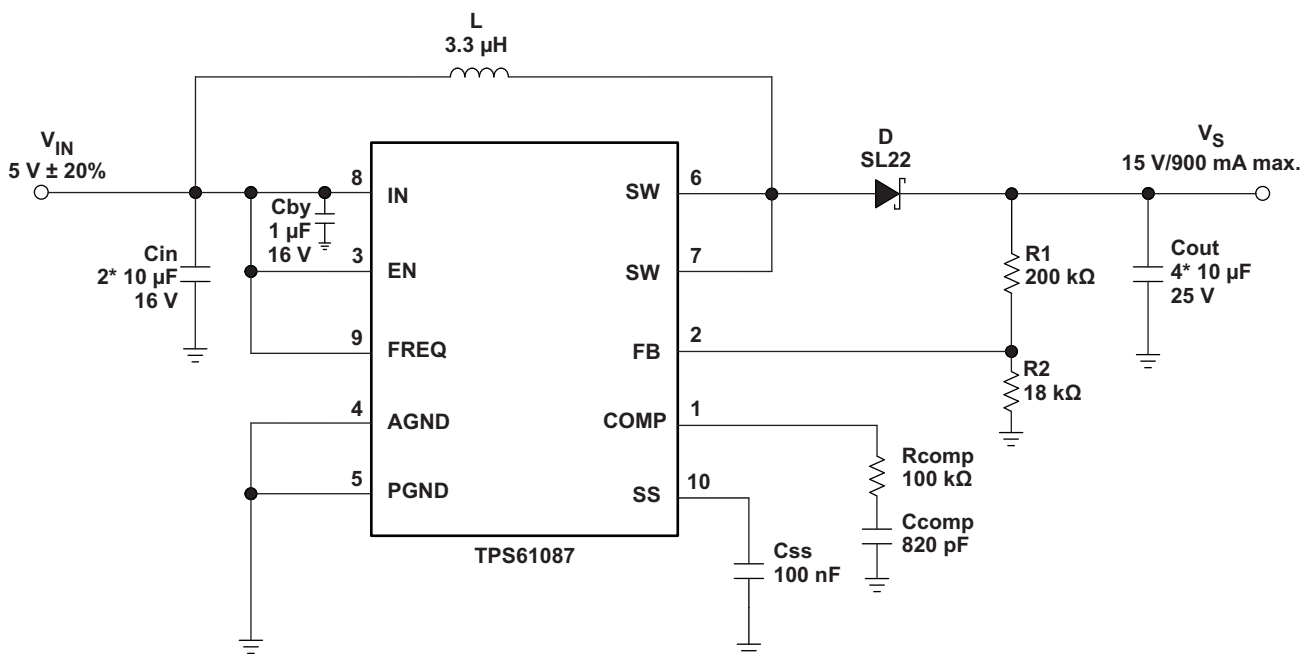 L
3.3 µH
VIN
5 V ± 20%
D
SL22
VS
15 V/900 mA max.
8
IN
SW
6
Cby
1 µF
16 V
Cin
2* 10 µF
16 V
3
EN
SW
7
R1
200 kΩ
Cout
4* 10 µF
25 V
9
FREQ
FB
2
R2
18 kΩ
4
AGND
COMP
1
Rcomp
100 kΩ
5
PGND
SS
10
Ccomp
820 pF
TPS61087
Css
100 nF